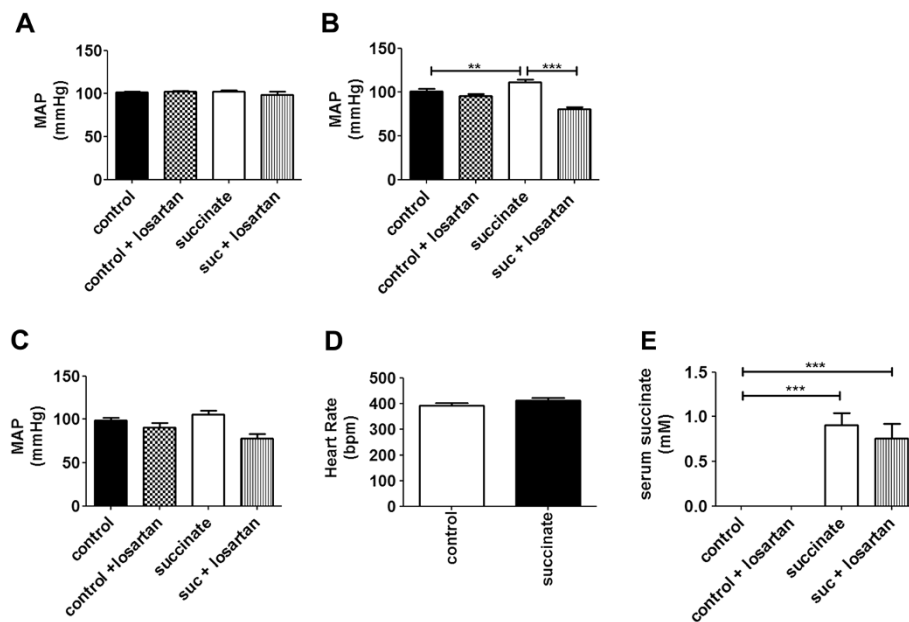 A
MAP
(mmHg)
150
100
50
0
control
control + losartan
succinate
suc + losartan
B
MAP
(mmHg)
150
100
50
0
**
***
control
control + losartan
succinate
suc + losartan
C
MAP
(mmHg)
150
100
50
0
control
control +losartan
succinate
suc + losartan
D
Heart Rate
(bpm)
500
400
300
200
100
0
control
succinate
E
serum succinate
(mM)
1.5
1.0
0.5
0.0
***
***
control
control + losartan
succinate
suc + losartan